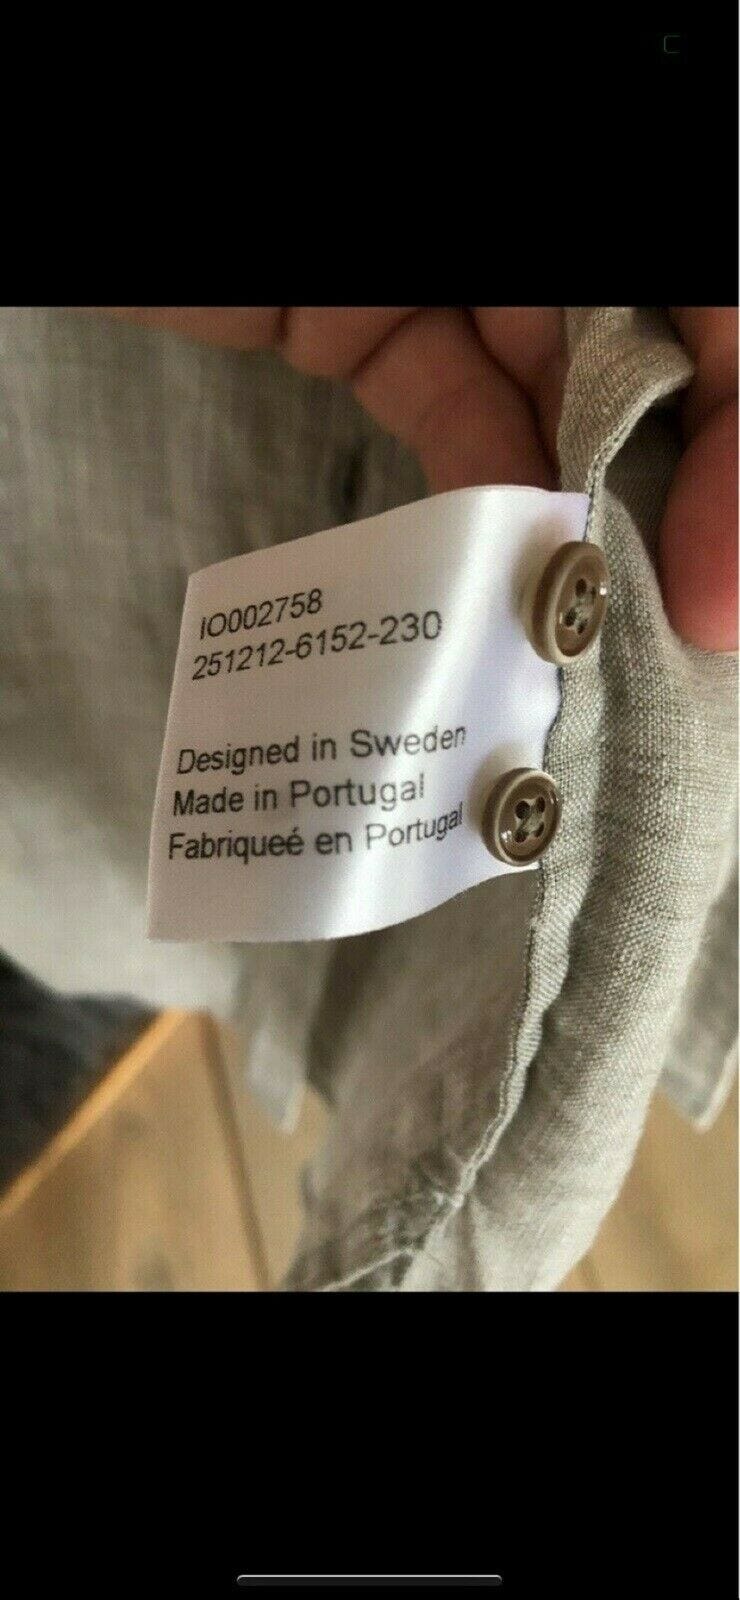 IO002758
251212-6152-230
Designed in Sweden
Made in Portugal
Fabriqueé en Portugal